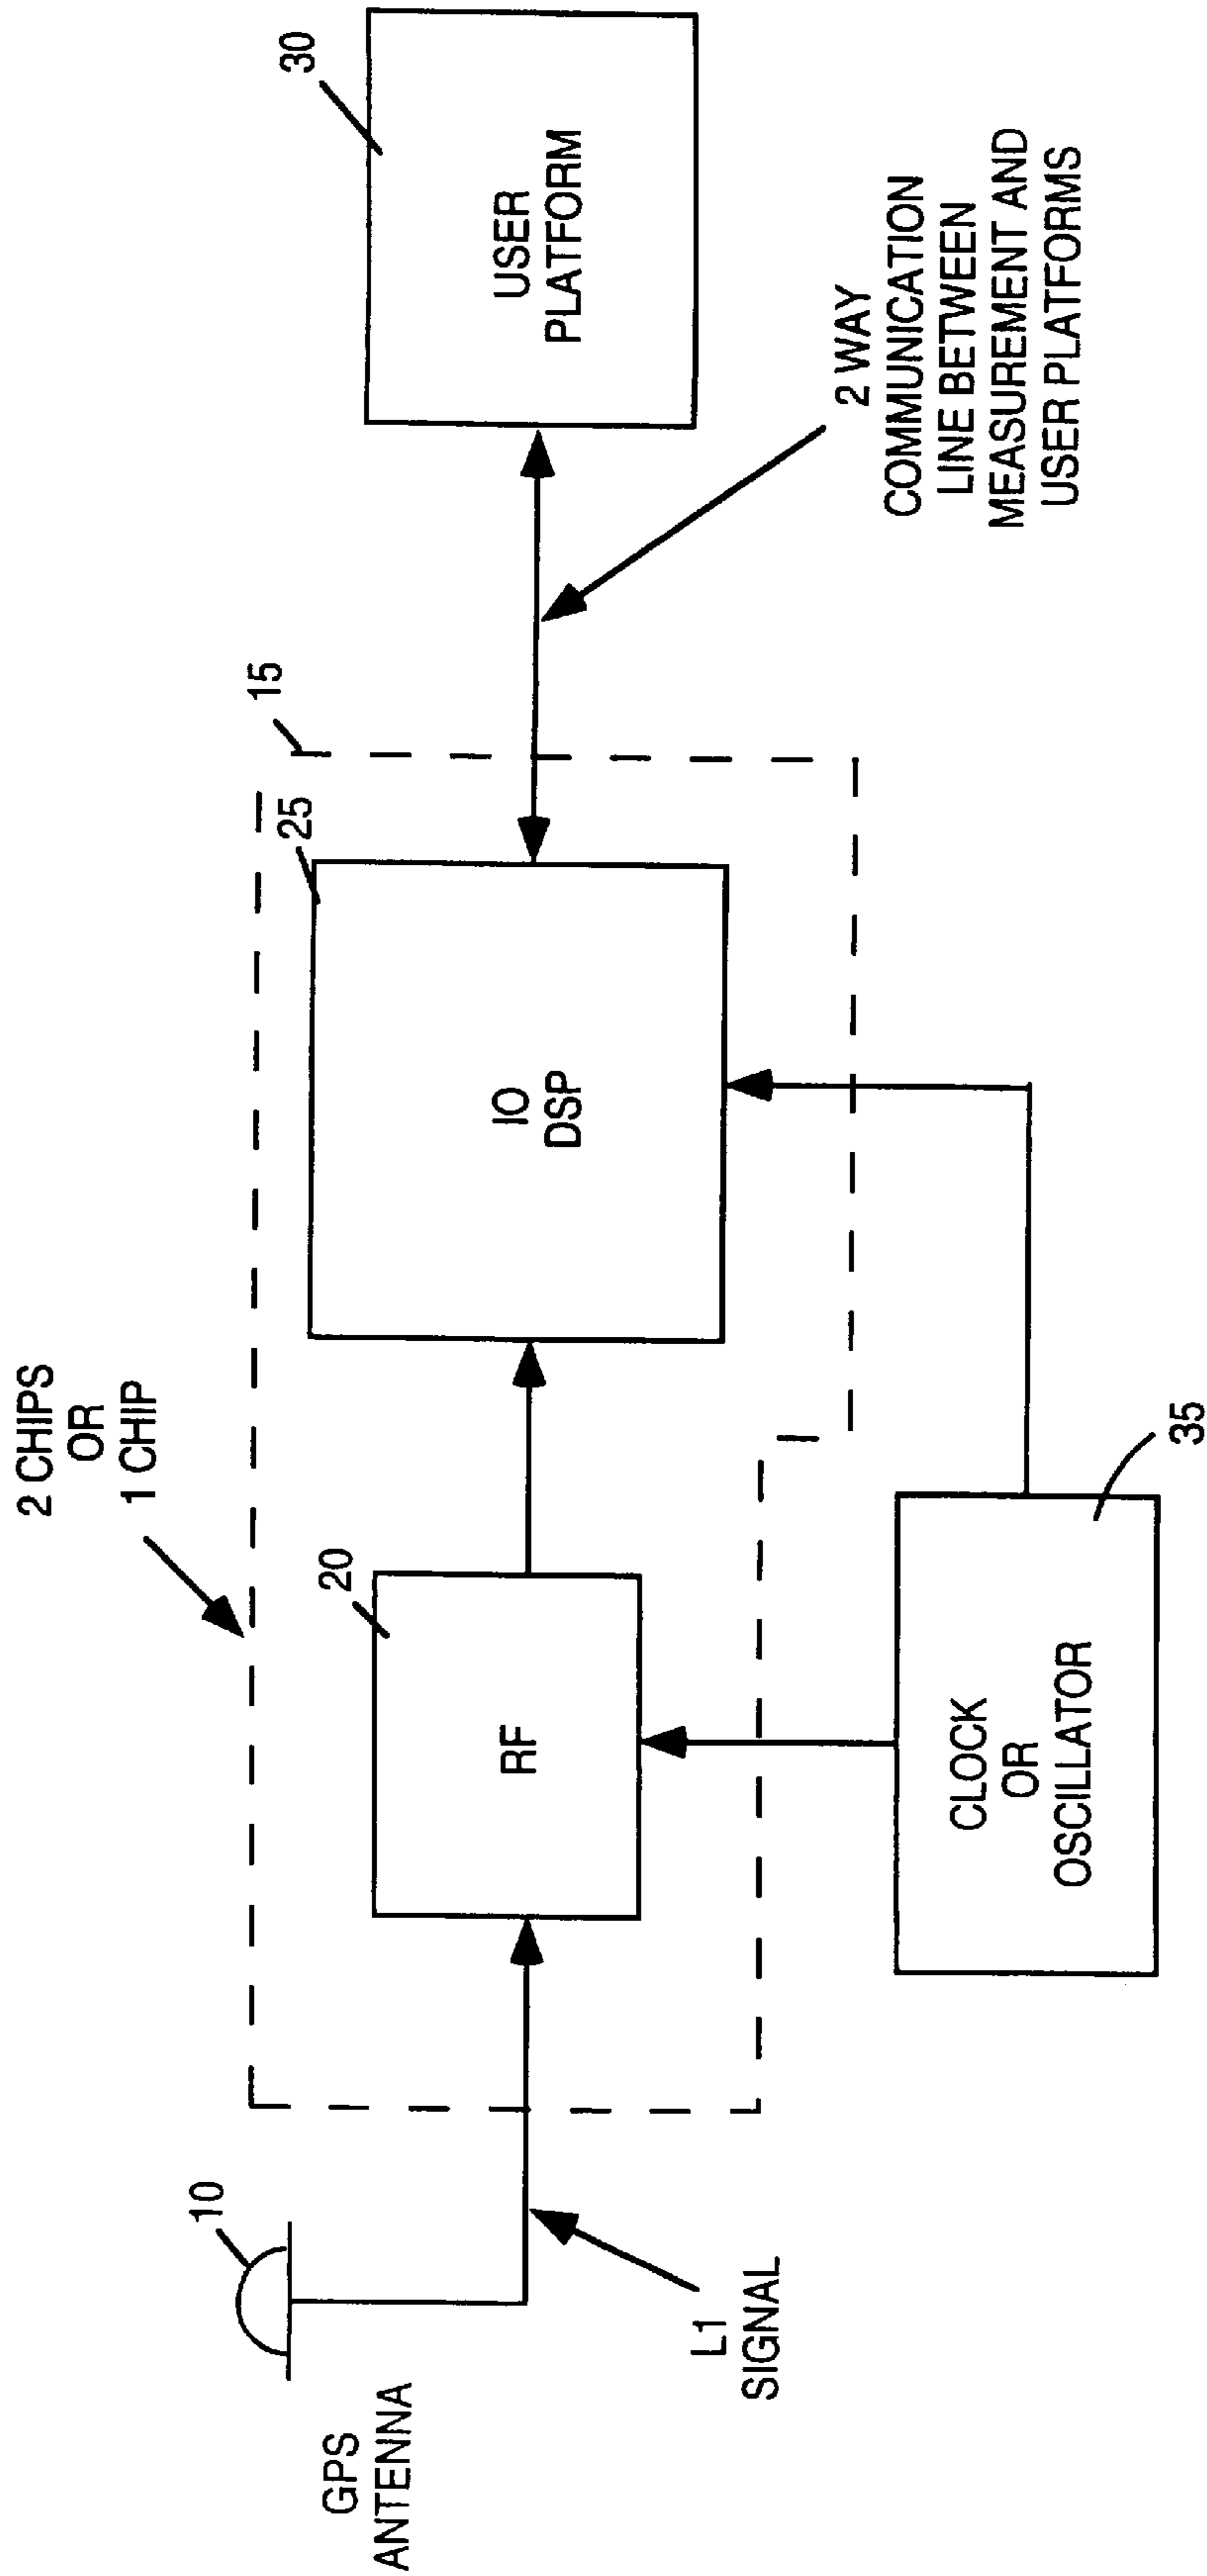 2 CHIPS
OR
1 CHIP
GPS
ANTENNA
10
L1
SIGNAL
20
RF
25
IO
DSP
15
30
USER
PLATFORM
2 WAY
COMMUNICATION
LINE BETWEEN
MEASUREMENT AND
USER PLATFORMS
CLOCK
OR
OSCILLATOR
35